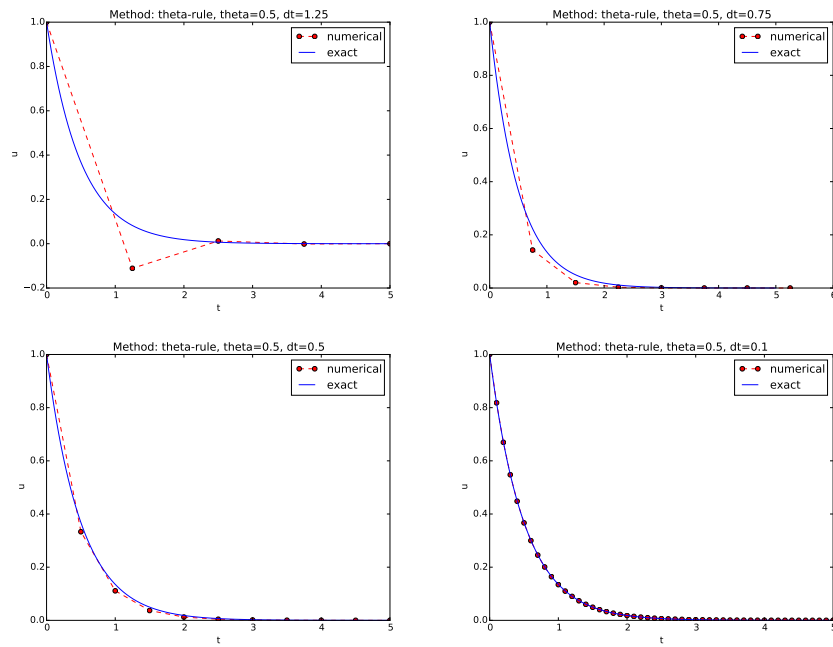 Method: theta-rule, theta=0.5, dt=1.25
1.0
0.8
0.6
0.4
0.2
0.0
−0.2
u
0
1
2
3
4
5
t
numerical
exact
Method: theta-rule, theta=0.5, dt=0.75
1.0
0.8
0.6
0.4
0.2
0.0
u
0
1
2
3
4
5
6
t
numerical
exact
Method: theta-rule, theta=0.5, dt=0.5
1.0
0.8
0.6
0.4
0.2
0.0
u
0
1
2
3
4
5
t
numerical
exact
Method: theta-rule, theta=0.5, dt=0.1
1.0
0.8
0.6
0.4
0.2
0.0
u
0
1
2
3
4
5
t
numerical
exact